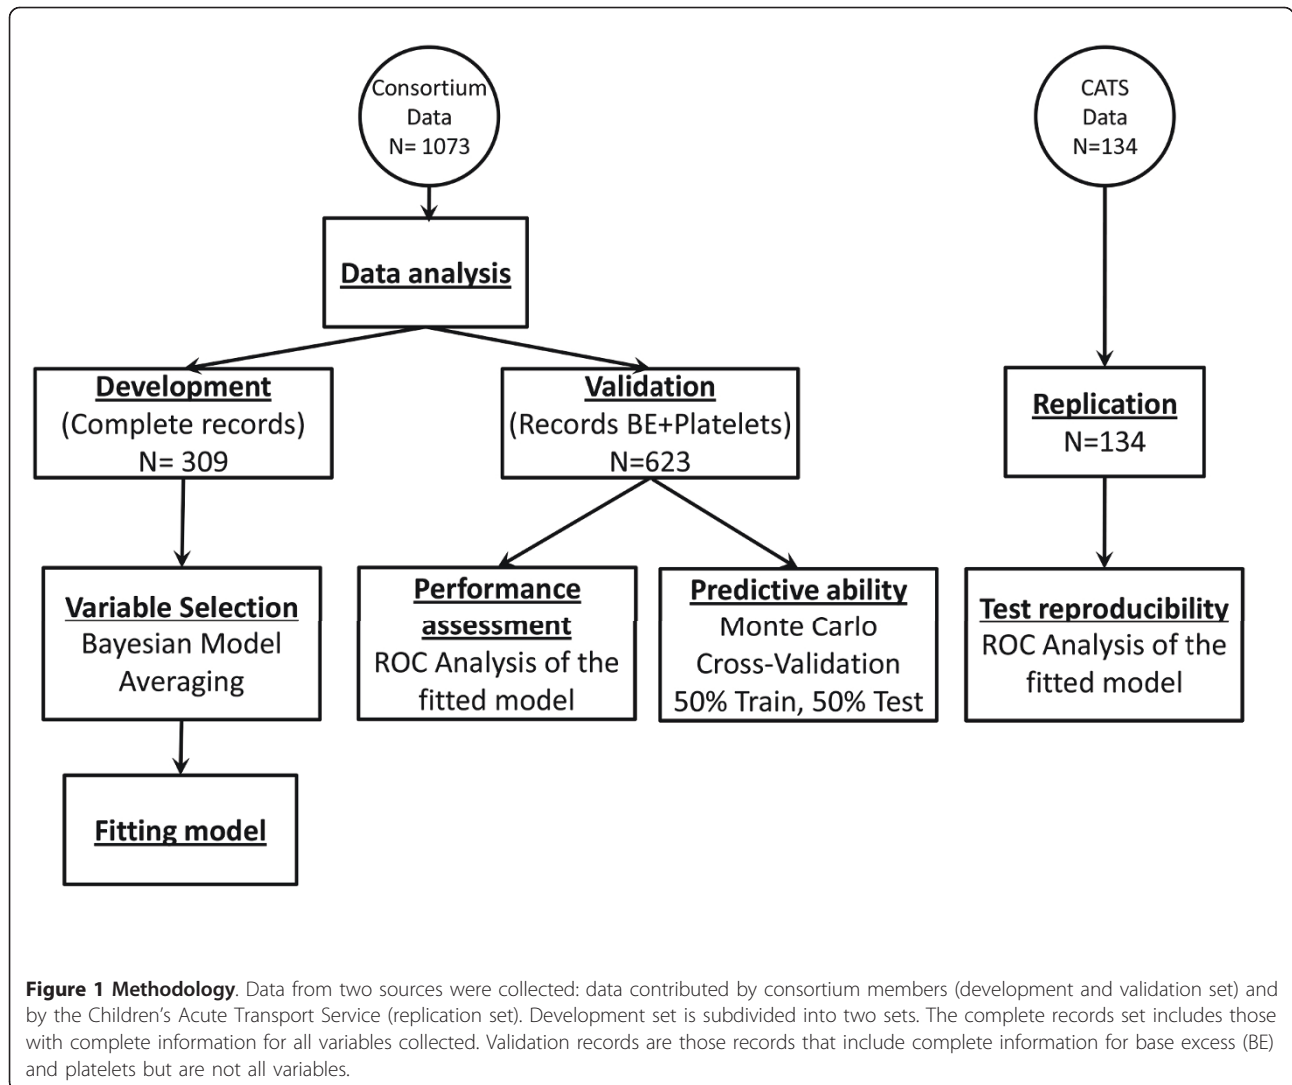 Consortium
Data
N= 1073
CATS
Data
N=134
Data analysis
Development
(Complete records)
N= 309
Validation
(Records BE+Platelets)
N=623
Replication
N=134
Variable Selection
Bayesian Model
Averaging
Performance
assessment
ROC Analysis of the
fitted model
Predictive ability
Monte Carlo
Cross-Validation
50% Train, 50% Test
Test reproducibility
ROC Analysis of the
fitted model
Fitting model
Figure 1 Methodology. Data from two sources were collected: data contributed by consortium members (development and validation set) and
by the Children's Acute Transport Service (replication set). Development set is subdivided into two sets. The complete records set includes those
with complete information for all variables collected. Validation records are those records that include complete information for base excess (BE)
and platelets but are not all variables.